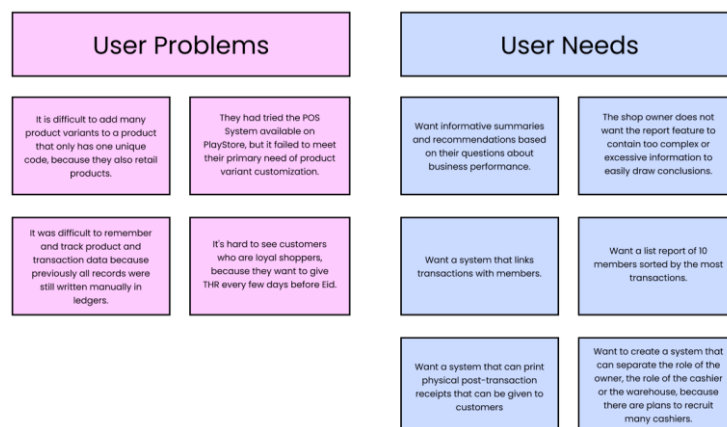 User Problems
It is difficult to add many
product variants to a product
that only has one unique
code, because they also retail
products.
They had tried the POS
System available on
PlayStore, but it failed to meet
their primary need of product
variant customization.
It was difficult to remember
and track product and
transaction data because
previously all records were
still written manually in
ledgers.
It's hard to see customers
who are loyal shoppers,
because they want to give
THR every few days before Eid.
User Needs
Want informative summaries
and recommendations based
on their questions about
business performance.
The shop owner does not
want the report feature to
contain too complex or
excessive information to
easily draw conclusions.
Want a system that links
transactions with members.
Want a list report of 10
members sorted by the most
transactions.
Want a system that can print
physical post-transaction
receipts that can be given to
customers
Want to create a system that
can separate the role of the
owner, the role of the cashier
or the warehouse, because
there are plans to recruit
many cashiers.